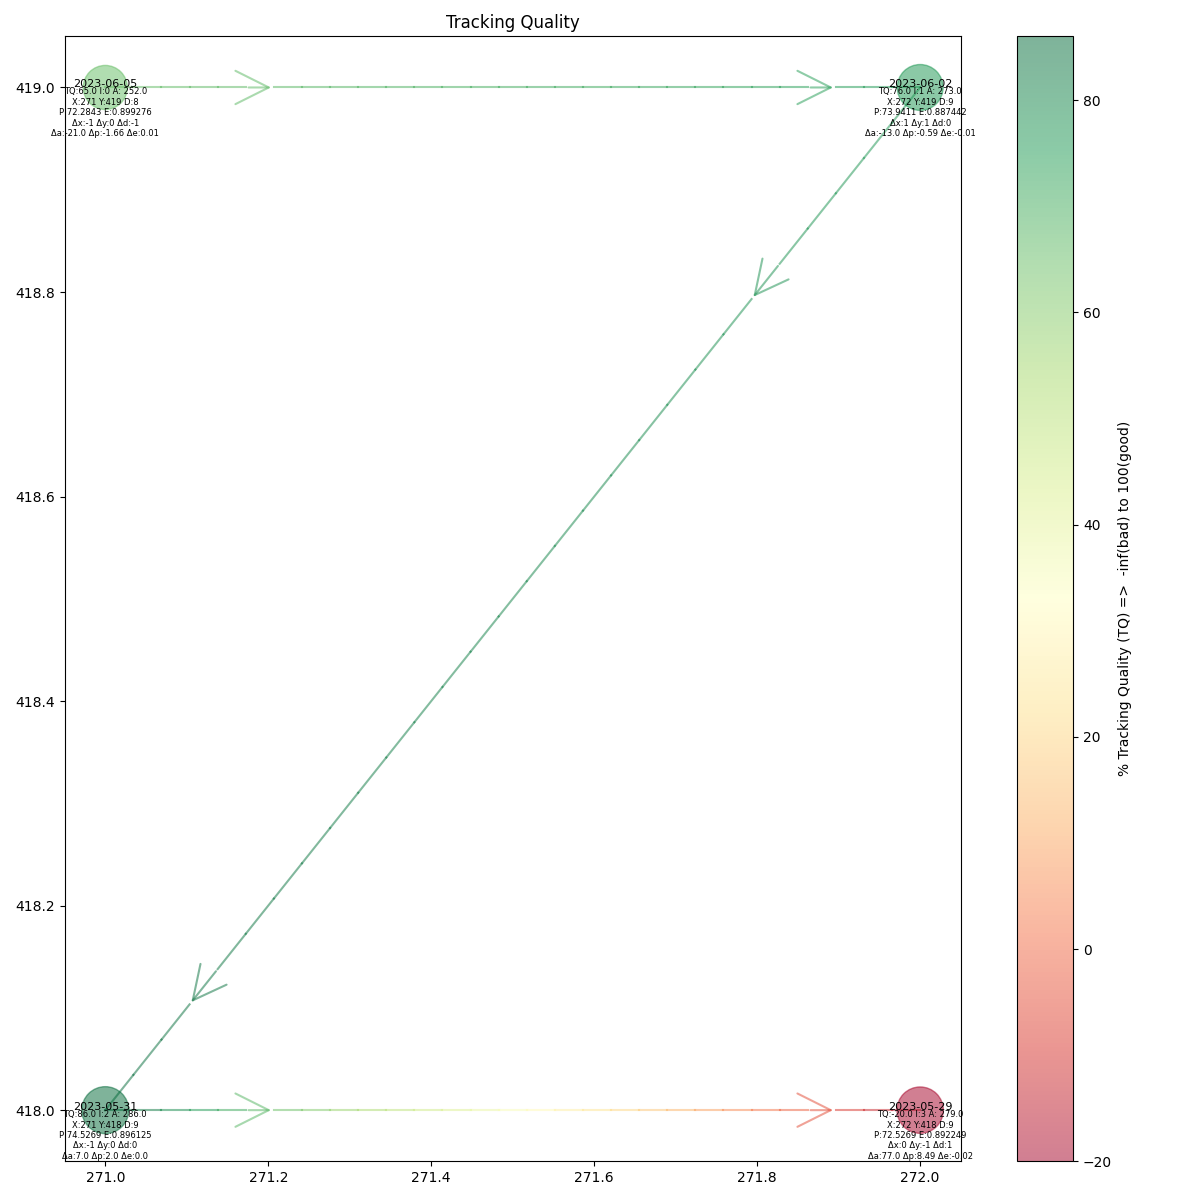 Tracking Quality
419.0
418.8
418.6
418.4
418.2
418.0
2023-06-05
TQ:65.0 I:0 A: 252.0
X:271 Y:419 D:8
P:72.2843 E:0.899276
Δx:-1 Δy:0 Δd:-1
Δa:-21.0 Δp:-1.66 Δe:0.01
2023-06-02
TQ:76.0 I:1 A: 273.0
X:272 Y:419 D:9
P:73.9411 E:0.887442
Δx:1 Δy:1 Δd:0
Δa:-13.0 Δp:-0.59 Δe:-0.01
2023-05-31
TQ:86.0 I:2 A: 286.0
X:271 Y:418 D:9
P:74.5269 E:0.896125
Δx:-1 Δy:0 Δd:0
Δa:7.0 Δp:2.0 Δe:0.0
2023-05-29
TQ:-20.0 I:3 A: 279.0
X:272 Y:418 D:9
P:72.5269 E:0.892249
Δx:0 Δy:-1 Δd:1
Δa:77.0 Δp:8.49 Δe:-0.02
271.0
271.2
271.4
271.6
271.8
272.0
80
60
40
20
0
−20
% Tracking Quality (TQ) =>  -inf(bad) to 100(good)